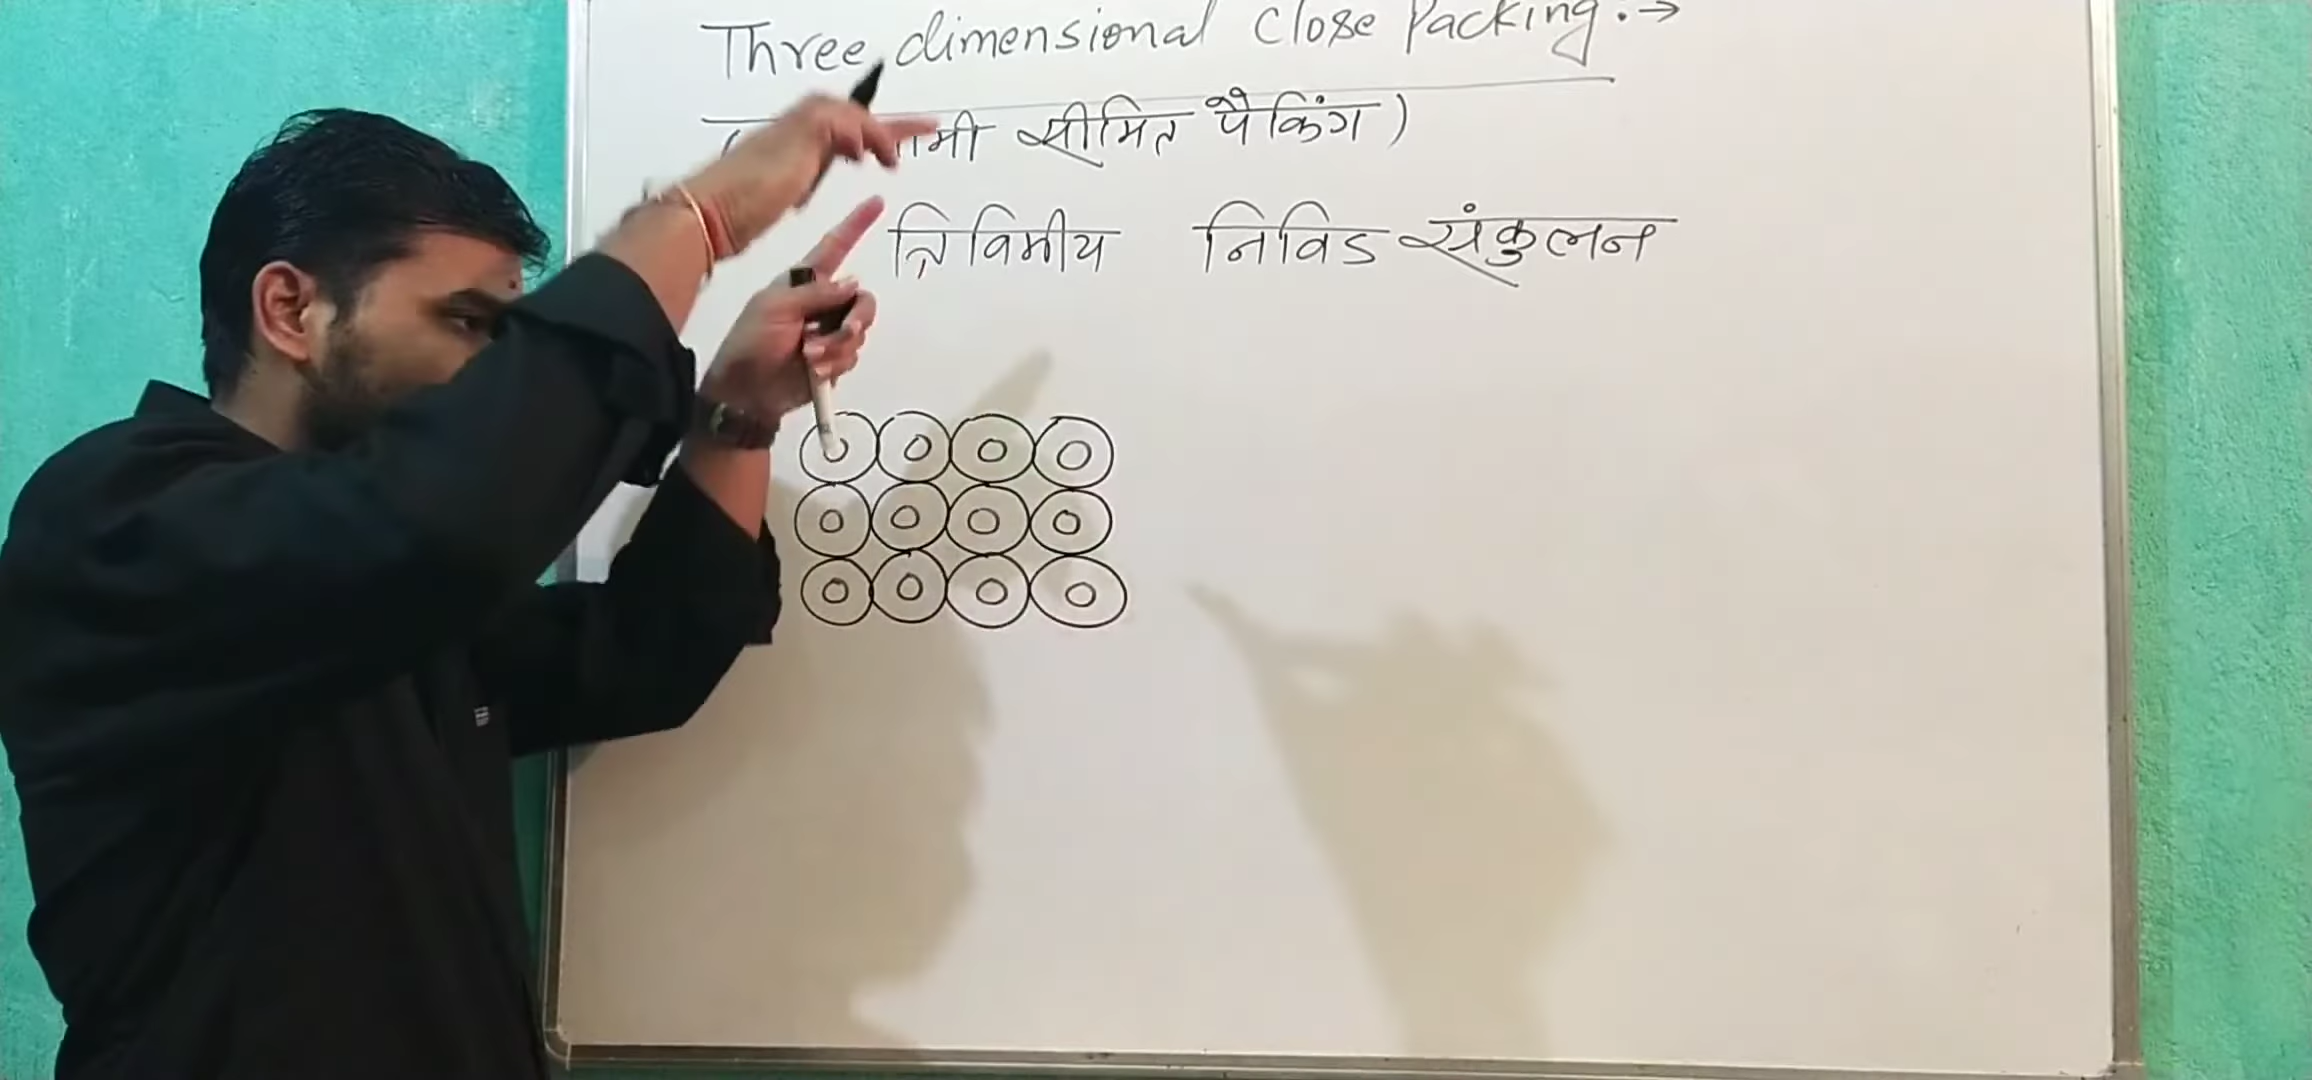 Three dimensional Close Packing :→
सीमित पैकिंग )
त्रिविमीय निविड संकुलन